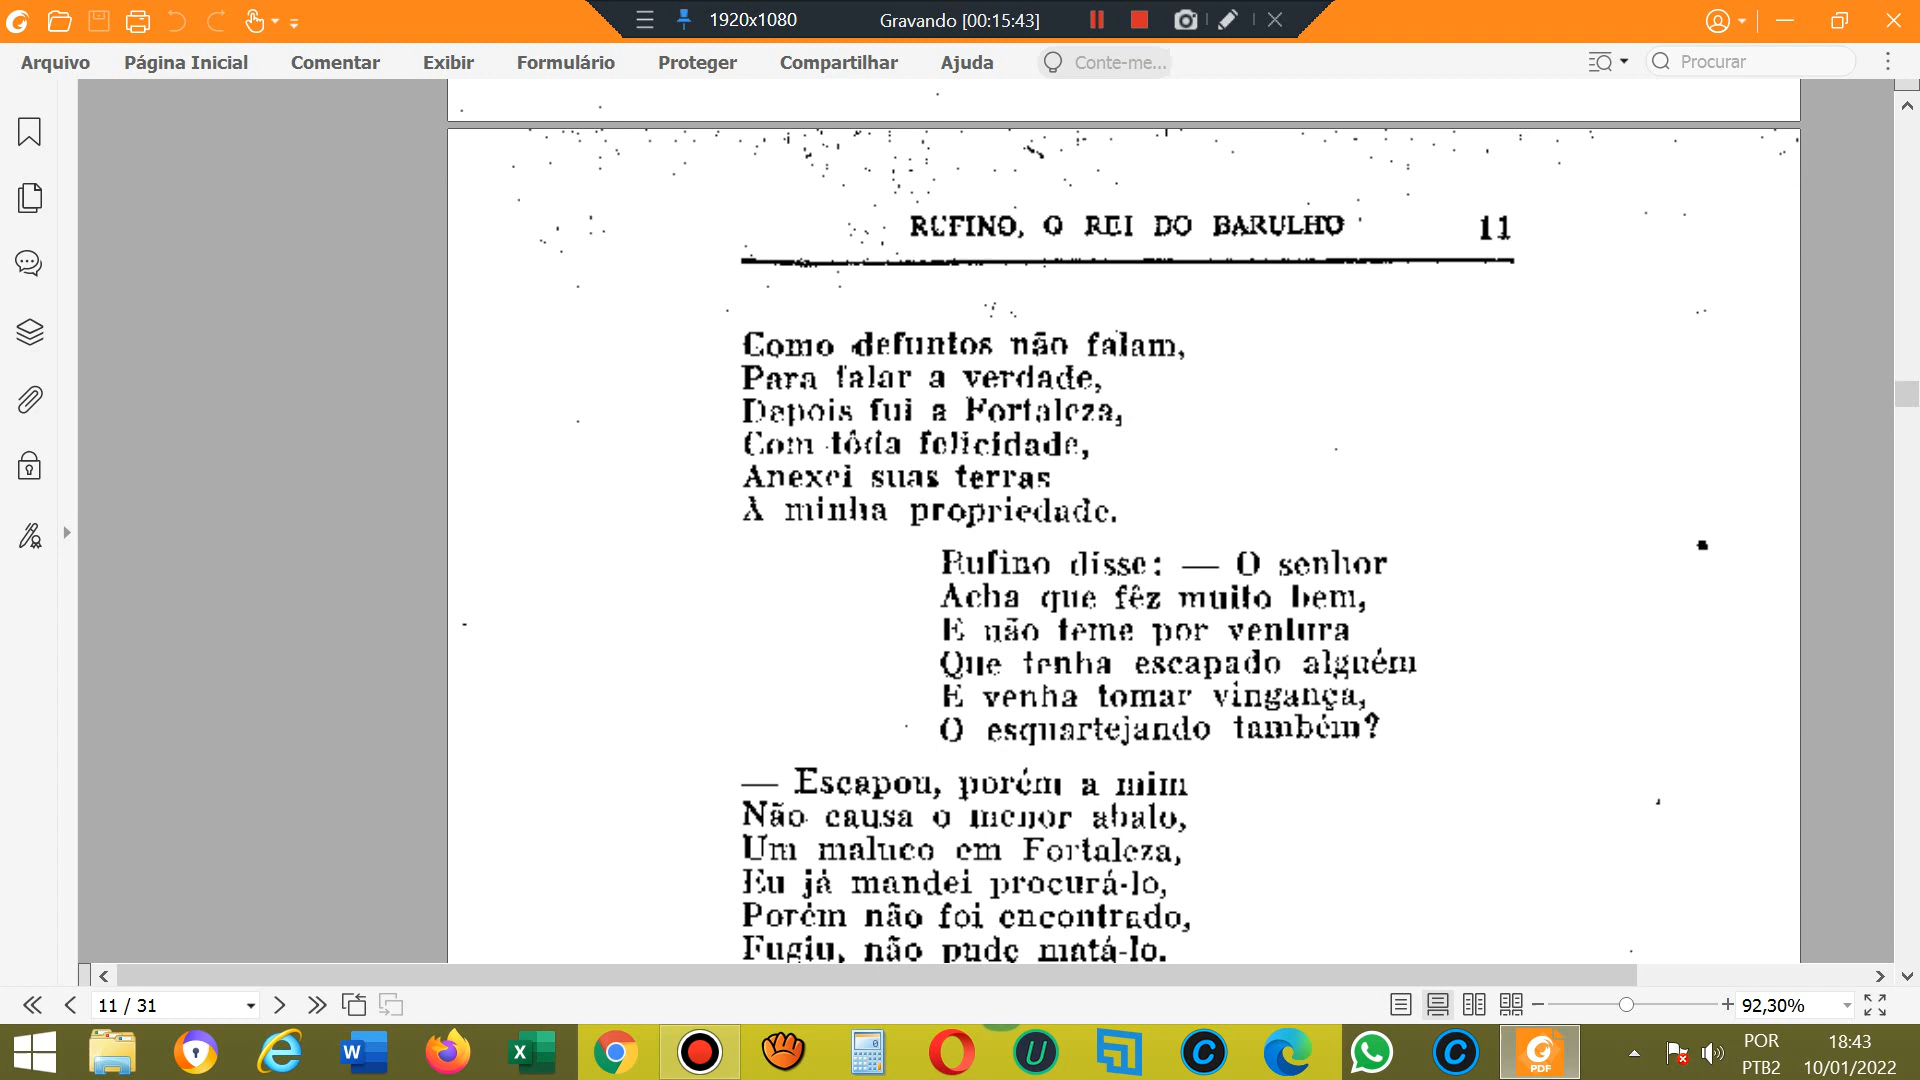 1920x1080
Gravando [00:15:43]
Arquivo
Página Inicial
Comentar
Exibir
Formulário
Proteger
Compartilhar
Ajuda
Conte-me...
Procurar
RUFINO, O REI DO BARULHO 11
Como defuntos não falam,
Para falar a verdade,
Depois fui a Fortaleza,
Com tôda felicidade,
Anexei suas terras
À minha propriedade.
Rufino disse: — O senhor
Acha que fêz muito bem,
E não teme por ventura
Que tenha escapado alguém
E venha tomar vingança,
O esquartejando também?
— Escapou, porém a mim
Não causa o menor abalo,
Um maluco em Fortaleza,
Eu já mandei procurá-lo,
Porém não foi encontrado,
Fugiu, não pude matá-lo.
11 / 31
92,30%
POR
PTB2
18:43
10/01/2022
PDF